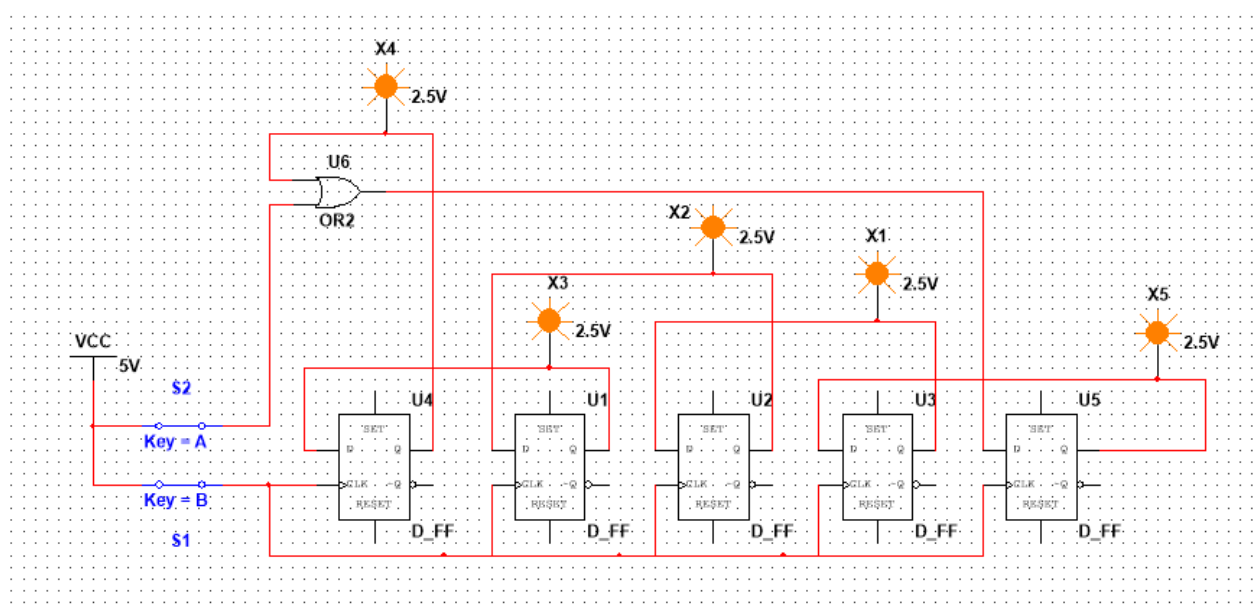 X4
2.5V
U6
OR2
X2
2.5V
X1
2.5V
X3
2.5V
X5
2.5V
VCC
5V
S2
Key = A
Key = B
S1
U4
SET
D Q
CLK ~Q
RESET
D_FF
U1
SET
D Q
CLK ~Q
RESET
D_FF
U2
SET
D Q
CLK ~Q
RESET
D_FF
U3
SET
D Q
CLK ~Q
RESET
D_FF
U5
SET
D Q
CLK ~Q
RESET
D_FF